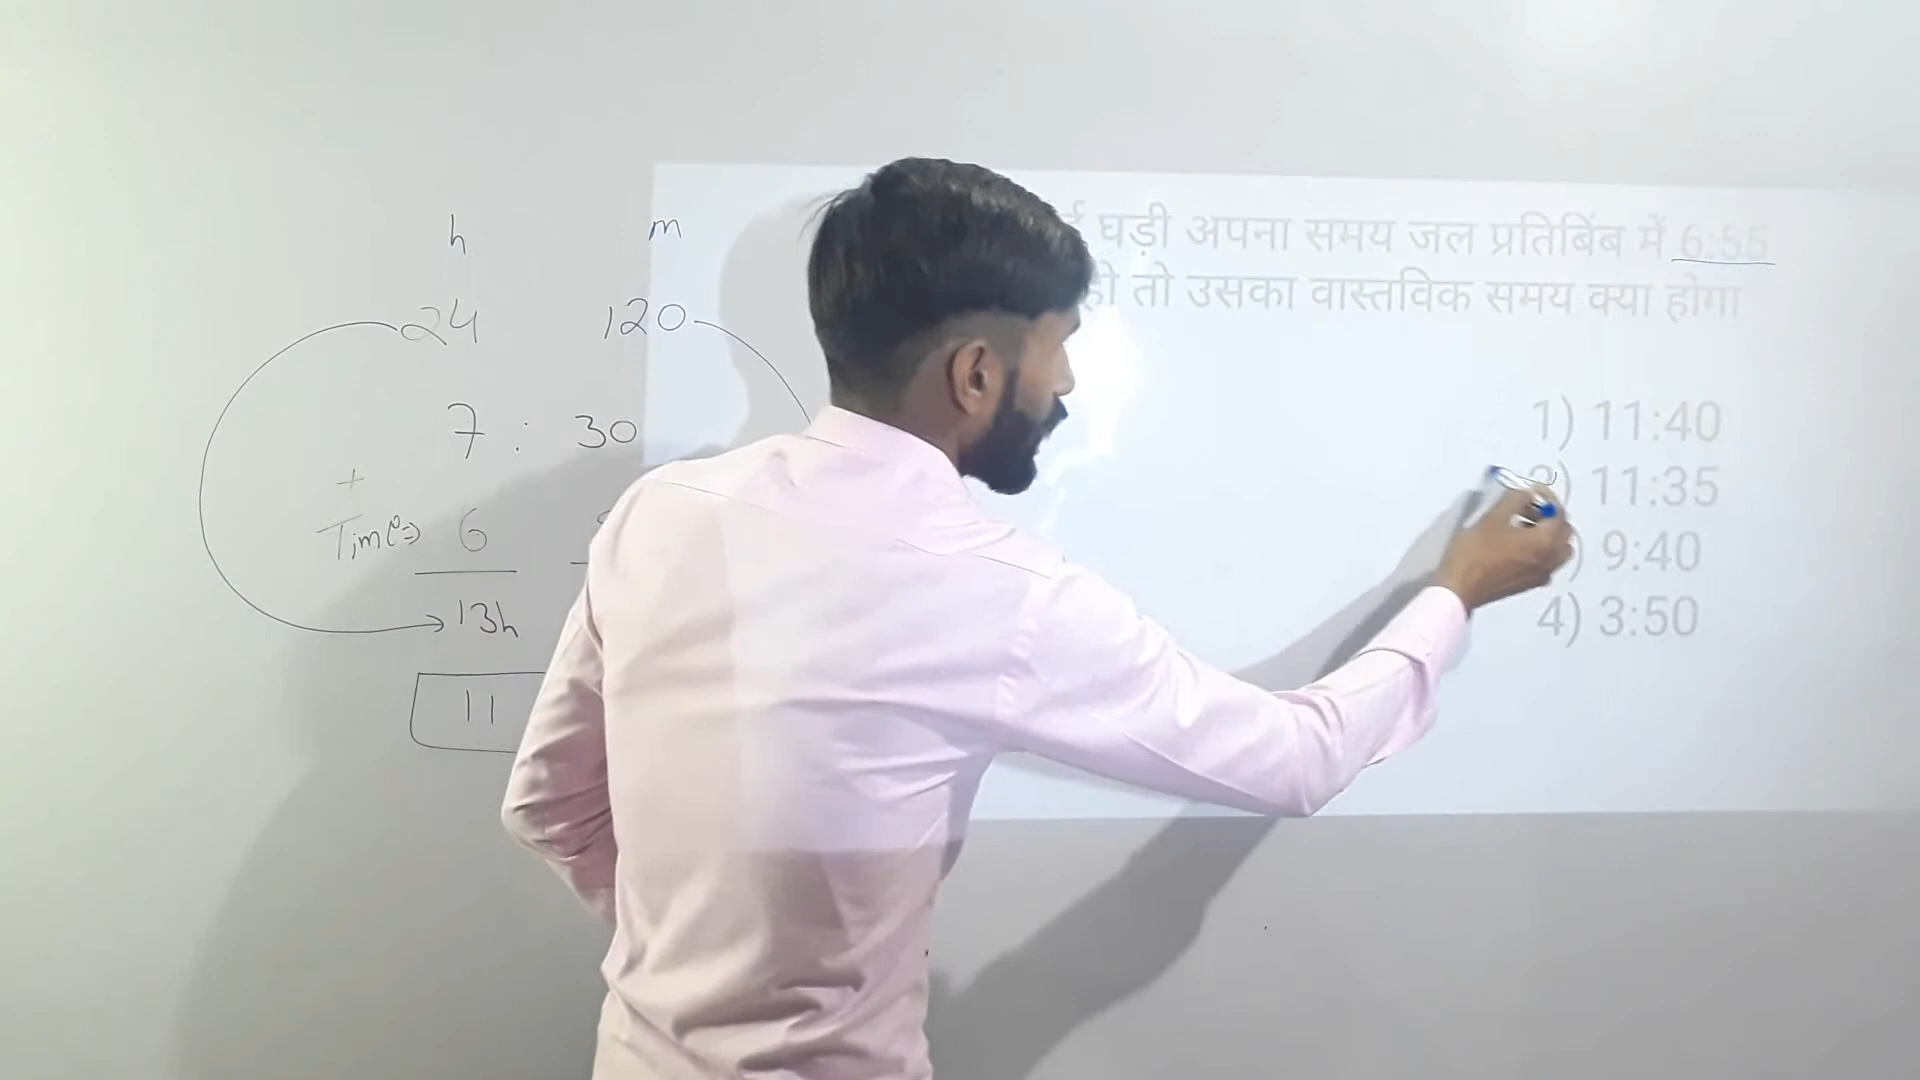 h m
24 120
7 : 30
+
Time⇒ 6
13h
11
घड़ी अपना समय जल प्रतिबिंब में 6:55
हो तो उसका वास्तविक समय क्या होगा
1) 11:40
2) 11:35
) 9:40
4) 3:50